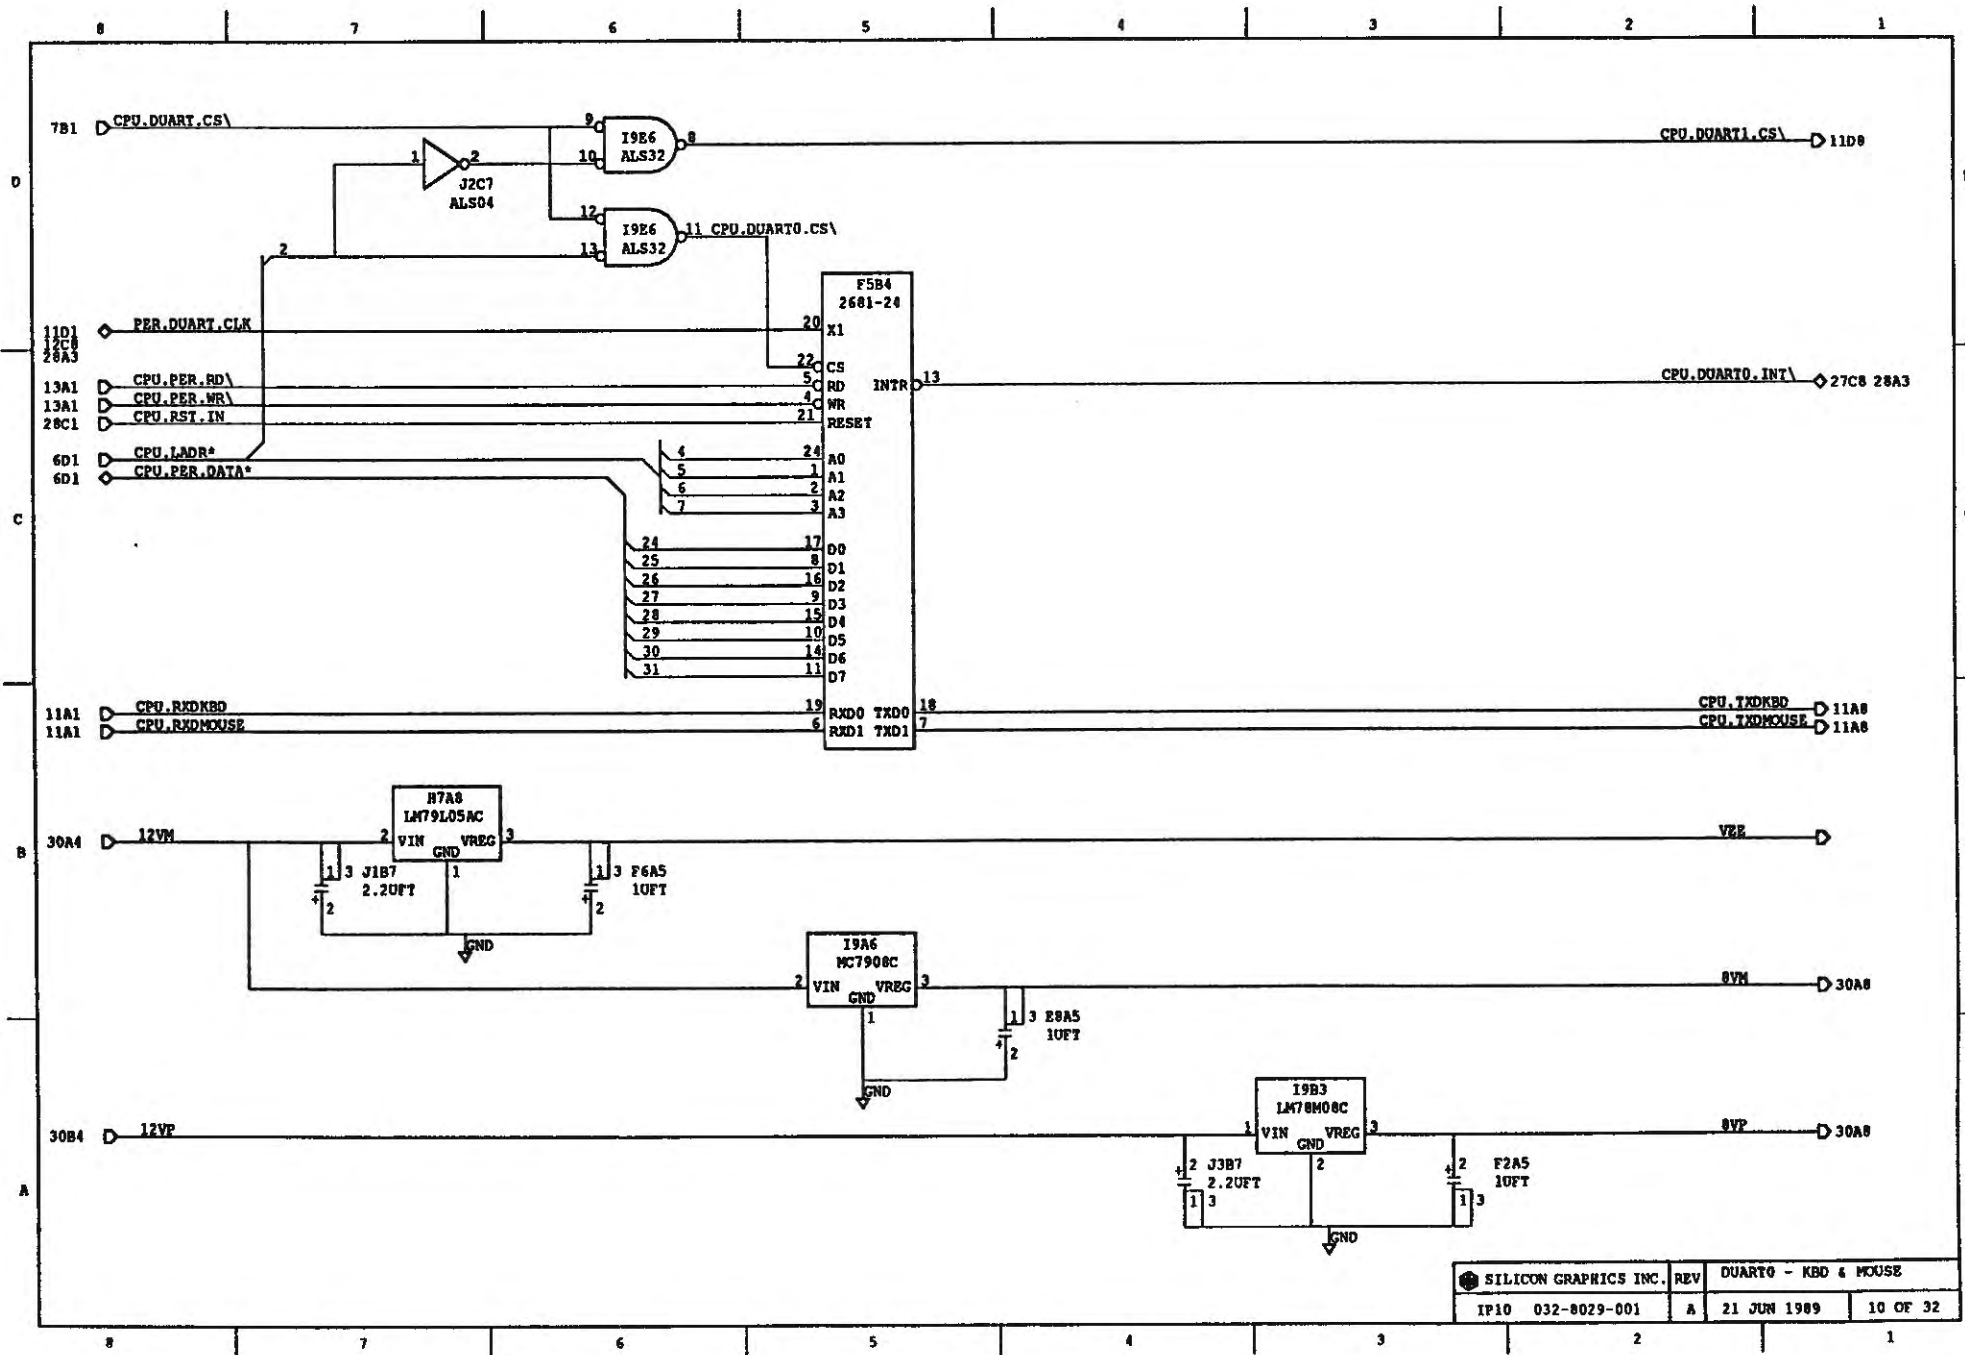 8 7 6 5 4 3 2 1
7B1 CPU.DUART.CS\ 9 I9E6 8 CPU.DUART1.CS\ 11D8
1 2 10 ALS32
D J2C7
ALS04 12 I9E6 11 CPU.DUART0.CS\
2 13 ALS32
F5B4
2681-24
11D1 PER.DUART.CLK 20 X1
12C8
28A3
22 CS
13A1 CPU.PER.RD\ 5 RD INTR 13 CPU.DUART0.INT\ 27C8 28A3
13A1 CPU.PER.WR\ 4 WR
28C1 CPU.RST.IN 21 RESET
6D1 CPU.LADR* 4 24 A0
6D1 CPU.PER.DATA* 5 1 A1
6 2 A2
7 3 A3
C
24 17 D0
25 8 D1
26 16 D2
27 9 D3
28 15 D4
29 10 D5
30 14 D6
31 11 D7
11A1 CPU.RXDKBD 19 RXD0 TXD0 18 CPU.TXDKBD 11A8
11A1 CPU.RXDMOUSE 6 RXD1 TXD1 7 CPU.TXDMOUSE 11A8
H7A8
LM79L05AC
B 30A4 12VM 2 VIN VREG 3 VEE
GND
1 3 J1B7 1 1 3 F6A5
2.2UFT 1UFT
+ 2 + 2
GND
I9A6
MC7908C
2 VIN VREG 3 8VM 30A8
GND
1 1 3 E8A5
1UFT
+ 2
GND
I9B3
LM78M08C
30B4 12VP 1 VIN VREG 3 8VP 30A8
GND
A + 2 J3B7 2 + 2 F2A5
2.2UFT 1UFT
1 3 1 3
GND
SILICON GRAPHICS INC. REV DUART0 - KBD & MOUSE
IP10 032-8029-001 A 21 JUN 1989 10 OF 32
8 7 6 5 4 3 2 1